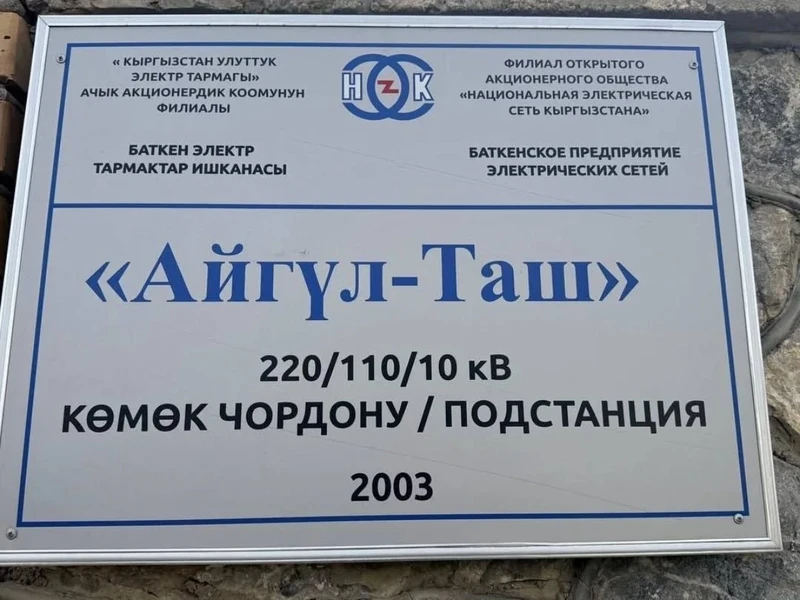 « КЫРГЫЗСТАН УЛУТТУК
ЭЛЕКТР ТАРМАГЫ»
АЧЫК АКЦИОНЕРДИК КООМУНУН
ФИЛИАЛЫ
БАТКЕН ЭЛЕКТР
ТАРМАКТАР ИШКАНАСЫ
Н Z К
ФИЛИАЛ ОТКРЫТОГО
АКЦИОНЕРНОГО ОБЩЕСТВА
«НАЦИОНАЛЬНАЯ ЭЛЕКТРИЧЕСКАЯ
СЕТЬ КЫРГЫЗСТАНА»
БАТКЕНСКОЕ ПРЕДПРИЯТИЕ
ЭЛЕКТРИЧЕСКИХ СЕТЕЙ
«Айгүл-Таш»
220/110/10 кВ
КӨМӨК ЧОРДОНУ / ПОДСТАНЦИЯ
2003